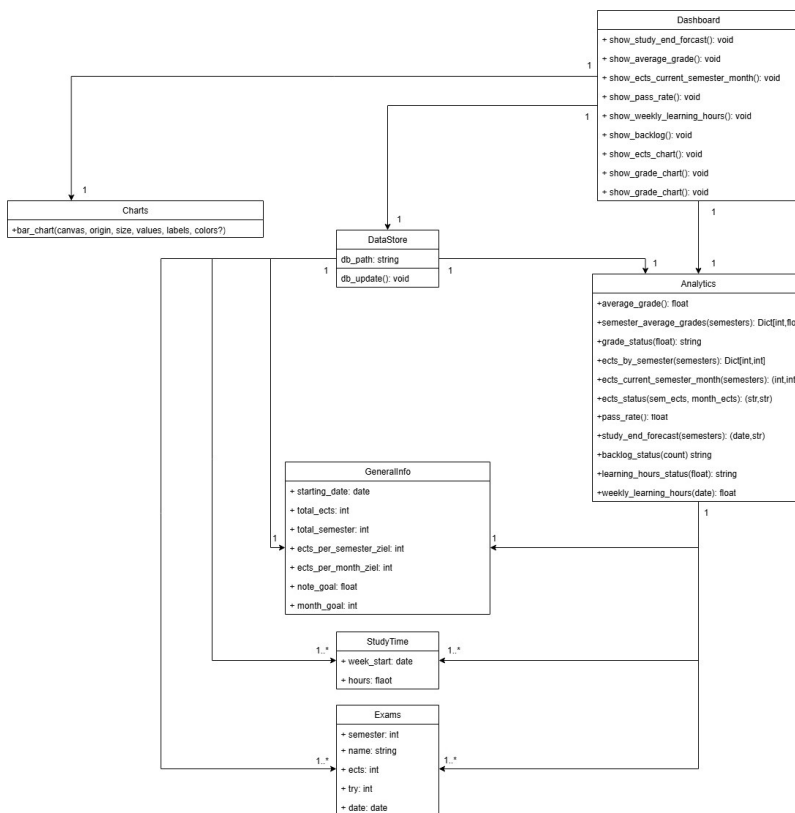 Dashboard
+ show_study_end_forcast(): void
+ show_average_grade(): void
+ show_ects_current_semester_month(): void
+ show_pass_rate(): void
+ show_weekly_learning_hours(): void
+ show_backlog(): void
+ show_ects_chart(): void
+ show_grade_chart(): void
+ show_grade_chart(): void
1
1
1
1
Charts
+bar_chart(canvas, origin, size, values, labels, colors?)
1
DataStore
db_path: string
db_update(): void
1
1
1
1
Analytics
+average_grade(): float
+semester_average_grades(semesters): Dict[int,flo
+grade_status(float): string
+ects_by_semester(semesters): Dict[int,int]
+ects_current_semester_month(semesters): (int,int
+ects_status(sem_ects, month_ects): (str,str)
+pass_rate(): float
+study_end_forecast(semesters): (date,str)
+backlog_status(count) string
+learning_hours_status(float): string
+weekly_learning_hours(date): float
1
GeneralInfo
+ starting_date: date
+ total_ects: int
+ total_semester: int
+ ects_per_semester_ziel: int
+ ects_per_month_ziel: int
+ note_goal: float
+ month_goal: int
1
1
StudyTime
+ week_start: date
+ hours: flaot
1..*
1..*
Exams
+ semester: int
+ name: string
+ ects: int
+ try: int
+ date: date
1..*
1..*